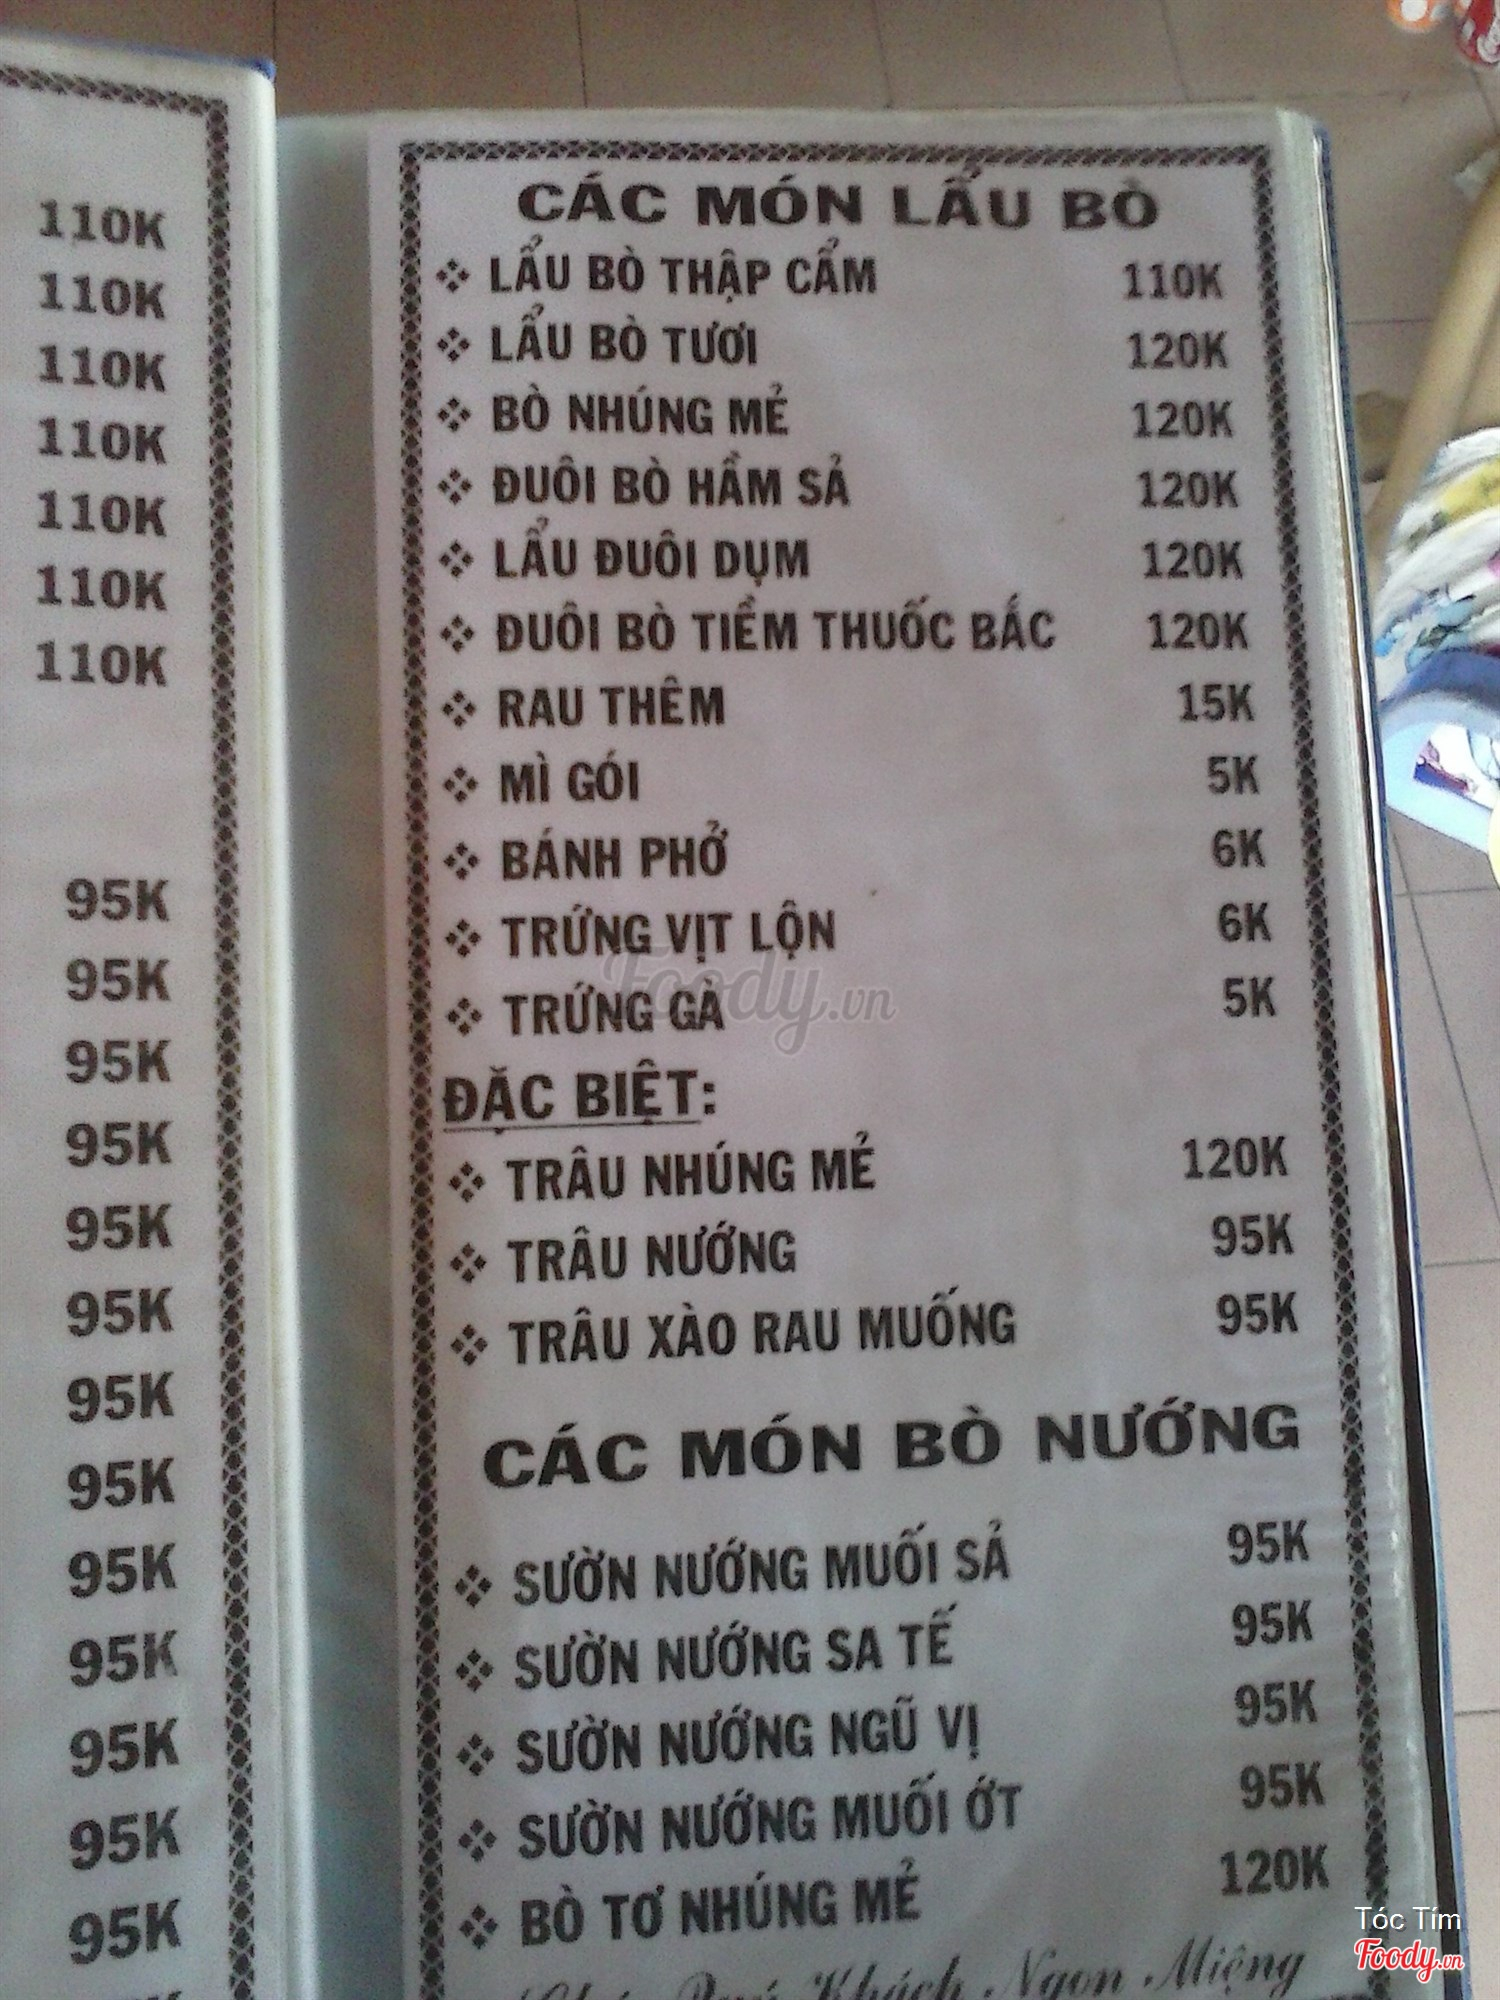 110K
110K
110K
110K
110K
110K
110K
95K
95K
95K
95K
95K
95K
95K
95K
95K
95K
95K
95K
95K
CÁC MÓN LẨU BÒ
LẨU BÒ THẬP CẨM 110K
LẨU BÒ TƯƠI 120K
BÒ NHÚNG MẺ 120K
ĐUÔI BÒ HẦM SẢ 120K
LẨU ĐUÔI DỤM 120K
ĐUÔI BÒ TIỀM THUỐC BẮC 120K
RAU THÊM 15K
MÌ GÓI 5K
BÁNH PHỞ 6K
TRỨNG VỊT LỘN 6K
TRỨNG GÀ 5K
Foody.vn
ĐẶC BIỆT:
TRÂU NHÚNG MẺ 120K
TRÂU NƯỚNG 95K
TRÂU XÀO RAU MUỐNG 95K
CÁC MÓN BÒ NƯỚNG
SƯỜN NƯỚNG MUỐI SẢ 95K
SƯỜN NƯỚNG SA TẾ 95K
SƯỜN NƯỚNG NGŨ VỊ 95K
SƯỜN NƯỚNG MUỐI ỚT 95K
BÒ TƠ NHÚNG MẺ 120K
Quý Khách Ngon Miệng
Tóc Tím
Foody.vn